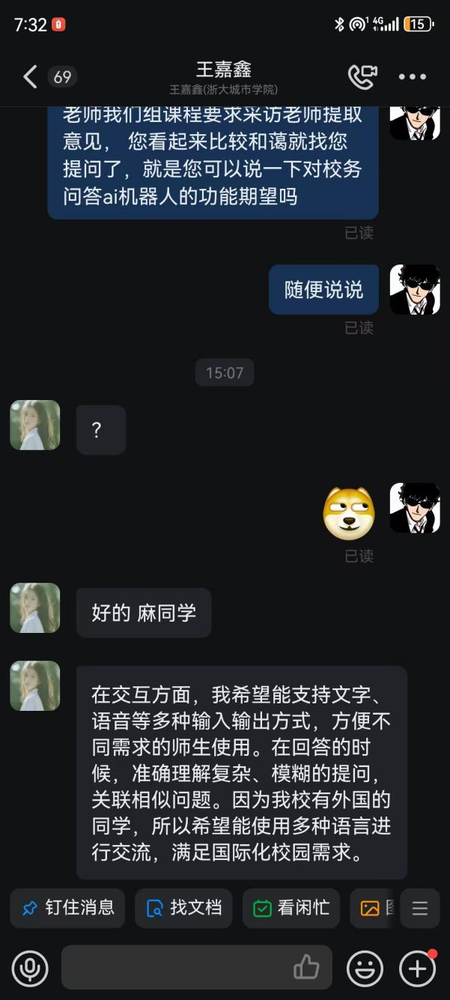 7:32
4G
15
69
王嘉鑫
王嘉鑫(浙大城市学院)
老师我们组课程要求采访老师提取
意见， 您看起来比较和蔼就找您
提问了，就是您可以说一下对校务
问答ai机器人的功能期望吗
已读
随便说说
已读
15:07
？
已读
好的 麻同学
在交互方面，我希望能支持文字、
语音等多种输入输出方式，方便不
同需求的师生使用。在回答的时
候，准确理解复杂、模糊的提问，
关联相似问题。因为我校有外国的
同学，所以希望能使用多种语言进
行交流，满足国际化校园需求。
钉住消息
找文档
看闲忙